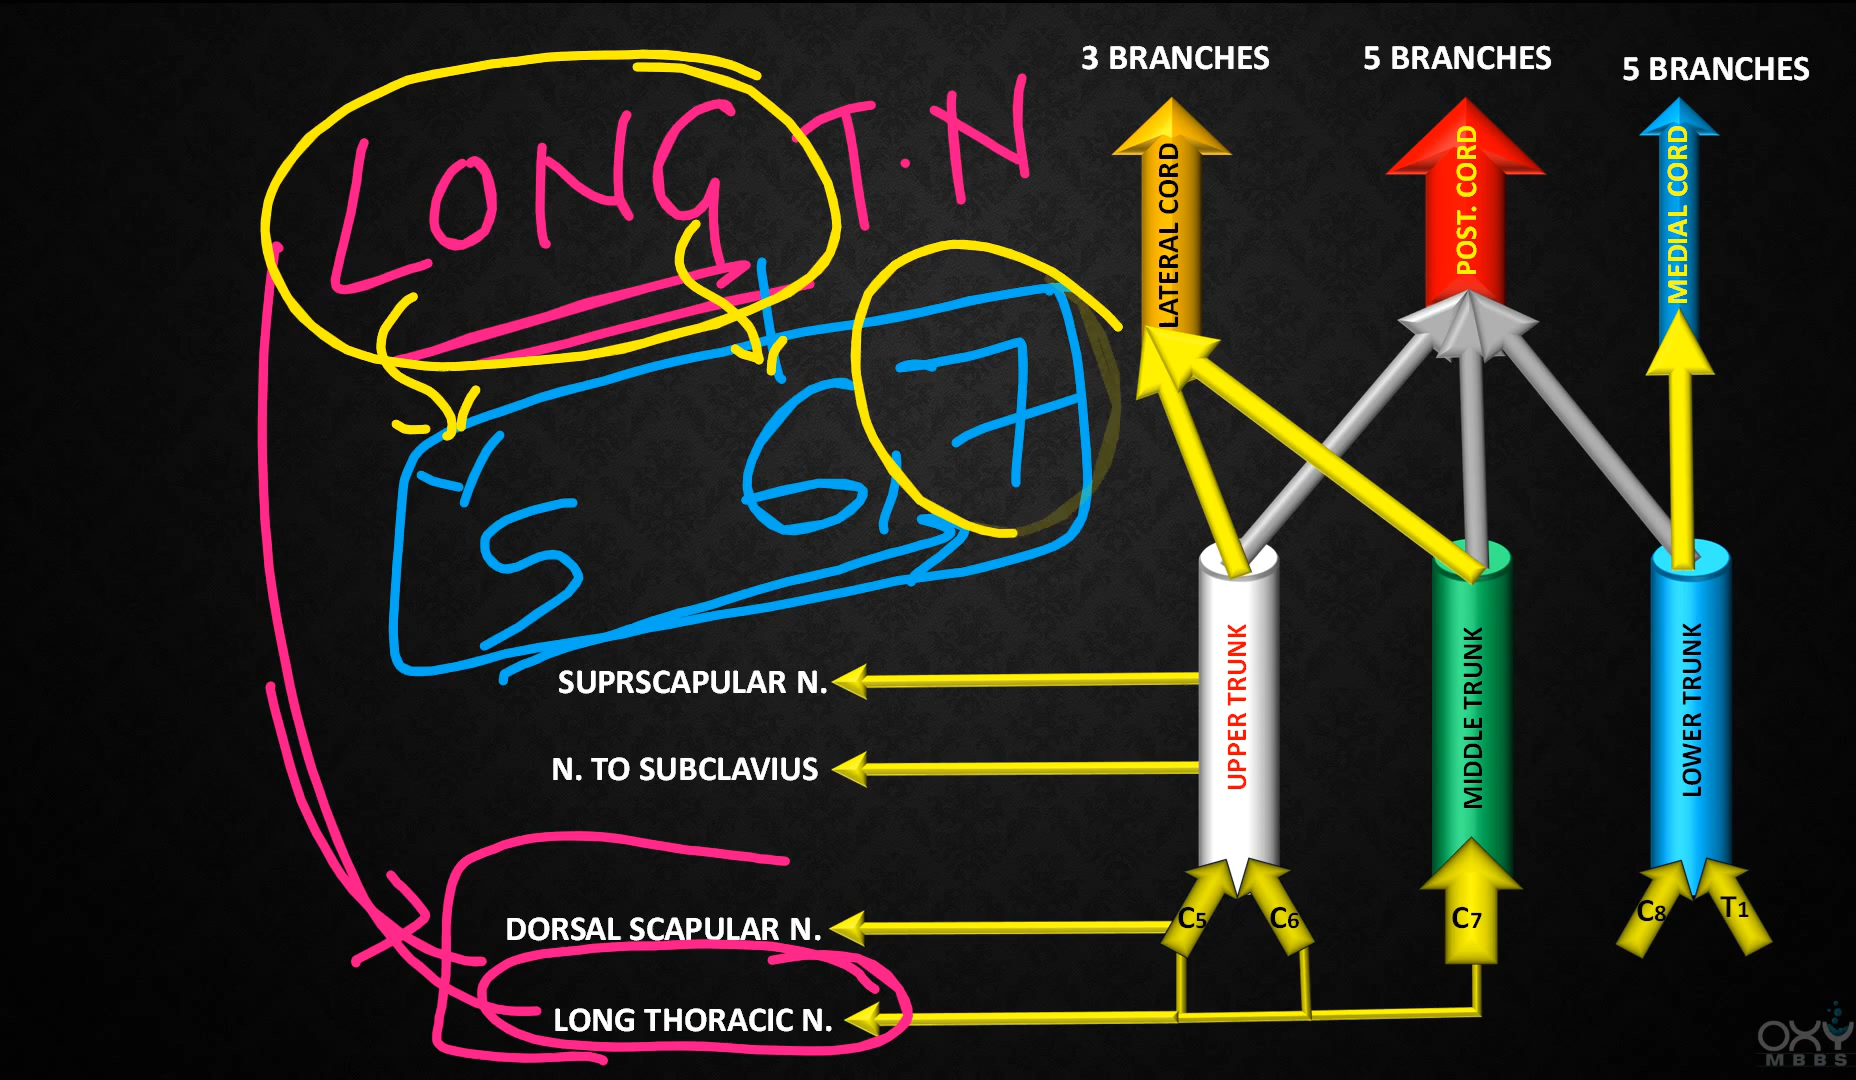 3 BRANCHES
5 BRANCHES
5 BRANCHES
LONG T.N
LATERAL CORD
POST. CORD
MEDIAL CORD
5 6, 7
SUPRSCAPULAR N.
N. TO SUBCLAVIUS
UPPER TRUNK
MIDDLE TRUNK
LOWER TRUNK
DORSAL SCAPULAR N.
C5
C6
C7
C8
T1
LONG THORACIC N.
OXY
MBBS